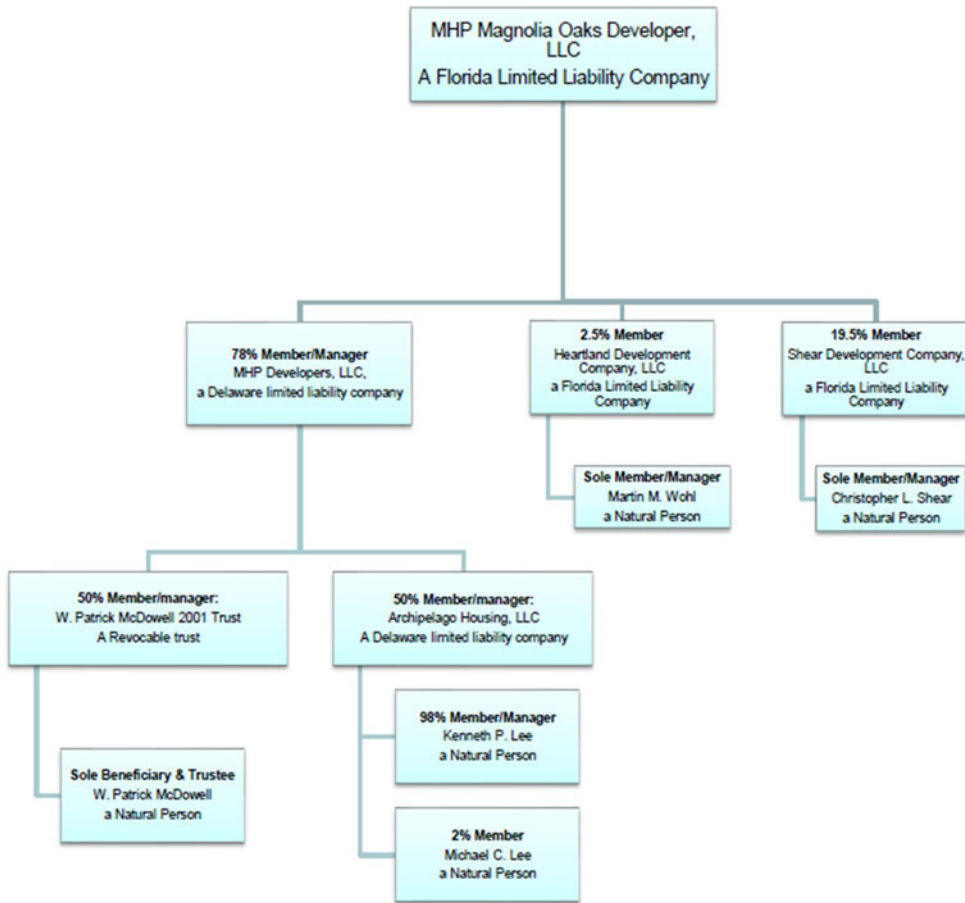 MHP Magnolia Oaks Developer,
LLC
A Florida Limited Liability Company
78% Member/Manager
MHP Developers, LLC,
a Delaware limited liability company
2.5% Member
Heartland Development
Company, LLC
a Florida Limited Liability
Company
19.5% Member
Shear Development Company,
LLC
a Florida Limited Liability
Company
Sole Member/Manager
Martin M. Wohl
a Natural Person
Sole Member/Manager
Christopher L. Shear
a Natural Person
50% Member/manager:
W. Patrick McDowell 2001 Trust
A Revocable trust
50% Member/manager:
Archipelago Housing, LLC
A Delaware limited liability company
98% Member/Manager
Kenneth P. Lee
a Natural Person
Sole Beneficiary & Trustee
W. Patrick McDowell
a Natural Person
2% Member
Michael C. Lee
a Natural Person